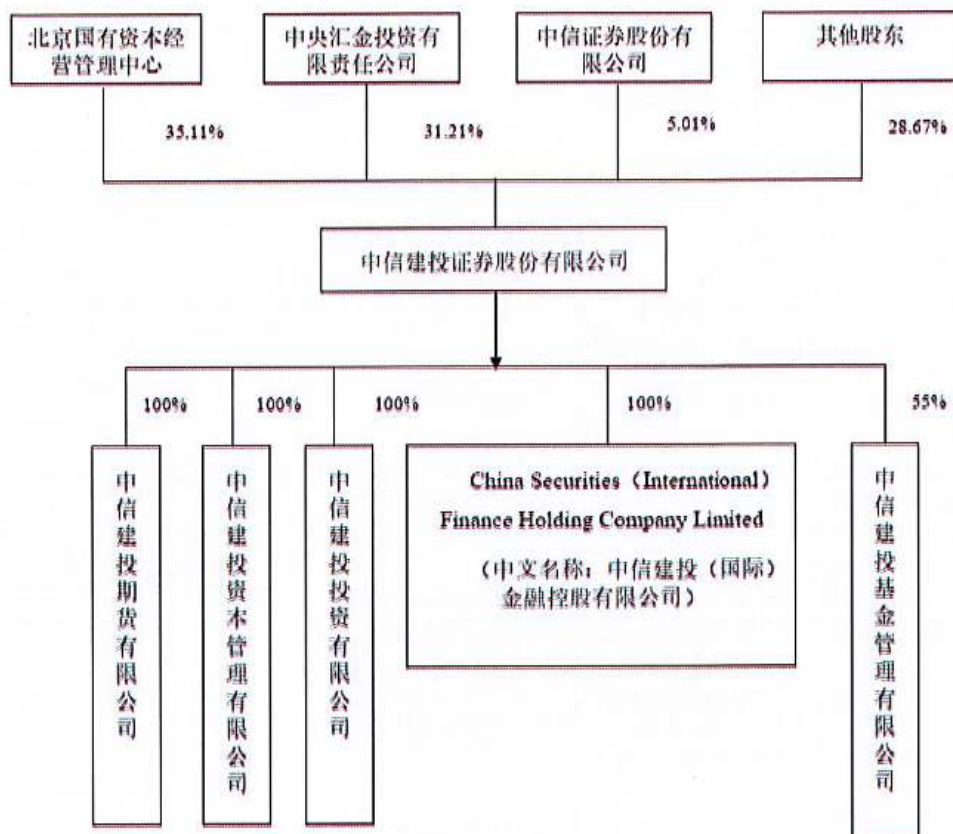 北京国有资本经
营管理中心
中央汇金投资有
限责任公司
中信证券股份有
限公司
其他股东
35.11%
31.21%
5.01%
28.67%
中信建投证券股份有限公司
100%
100%
100%
100%
55%
中信建投期货有限公司
中信建投资本管理有限公司
中信建投投资有限公司
China Securities（International）
Finance Holding Company Limited
（中文名称：中信建投（国际）
金融控股有限公司）
中信建投基金管理有限公司